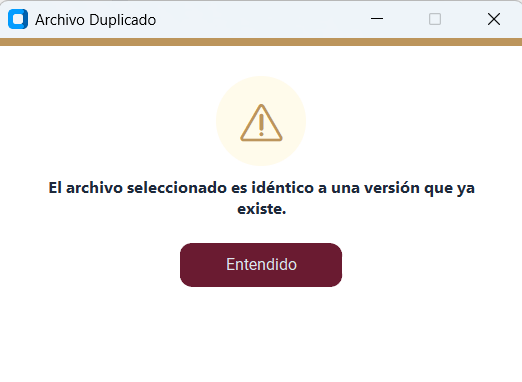 Archivo Duplicado
El archivo seleccionado es idéntico a una versión que ya
existe.
Entendido